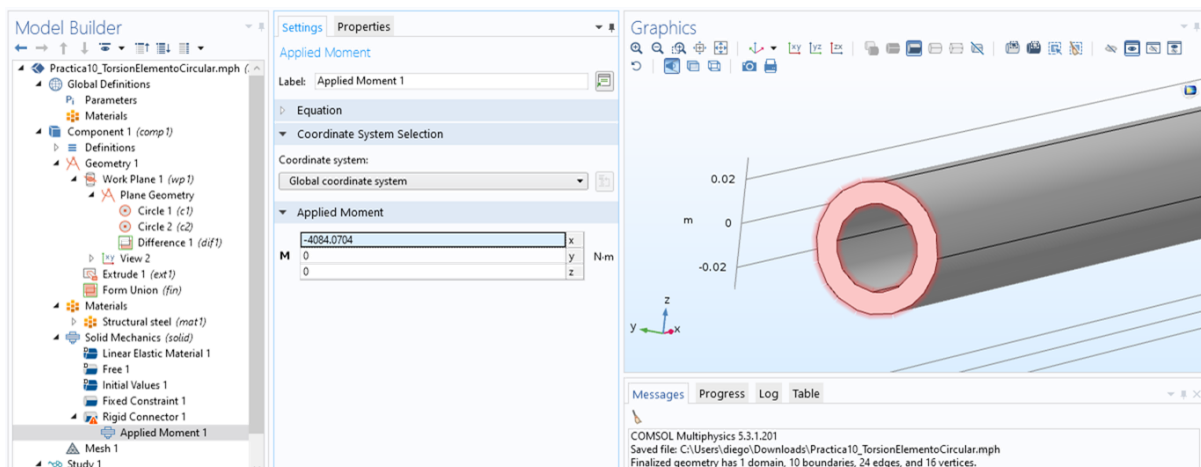 Model Builder
Practica10_TorsionElementoCircular.mph (
Global Definitions
Pi Parameters
Materials
Component 1 (comp1)
Definitions
Geometry 1
Work Plane 1 (wp1)
Plane Geometry
Circle 1 (c1)
Circle 2 (c2)
Difference 1 (dif1)
xy View 2
Extrude 1 (ext1)
Form Union (fin)
Materials
Structural steel (mat1)
Solid Mechanics (solid)
Linear Elastic Material 1
Free 1
Initial Values 1
Fixed Constraint 1
Rigid Connector 1
Applied Moment 1
Mesh 1
Study 1
Settings Properties
Applied Moment
Label: Applied Moment 1
Equation
Coordinate System Selection
Coordinate system:
Global coordinate system
Applied Moment
-4084.0704 x
M 0 y N·m
0 z
Graphics
xy yz zx
0.02
m 0
-0.02
z
y x
Messages Progress Log Table
COMSOL Multiphysics 5.3.1.201
Saved file: C:\Users\diego\Downloads\Practica10_TorsionElementoCircular.mph
Finalized geometry has 1 domain, 10 boundaries, 24 edges, and 16 vertices.